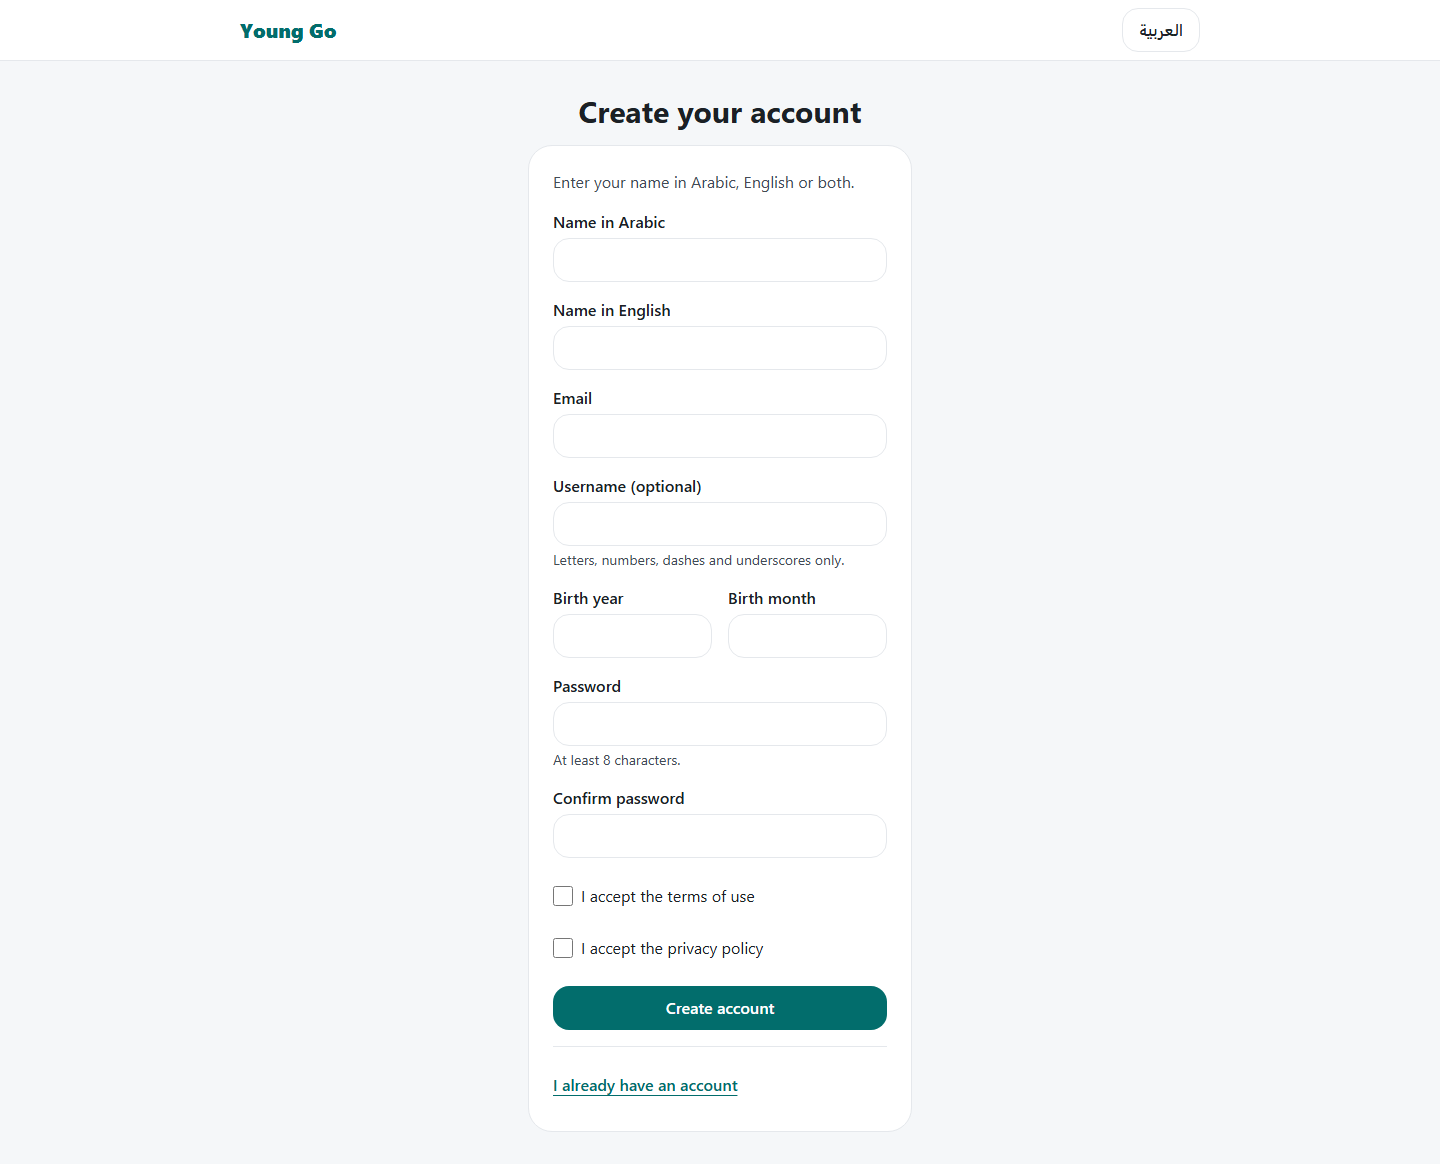 Young Go
العربية
Create your account
Enter your name in Arabic, English or both.
Name in Arabic
Name in English
Email
Username (optional)
Letters, numbers, dashes and underscores only.
Birth year
Birth month
Password
At least 8 characters.
Confirm password
I accept the terms of use
I accept the privacy policy
Create account
I already have an account